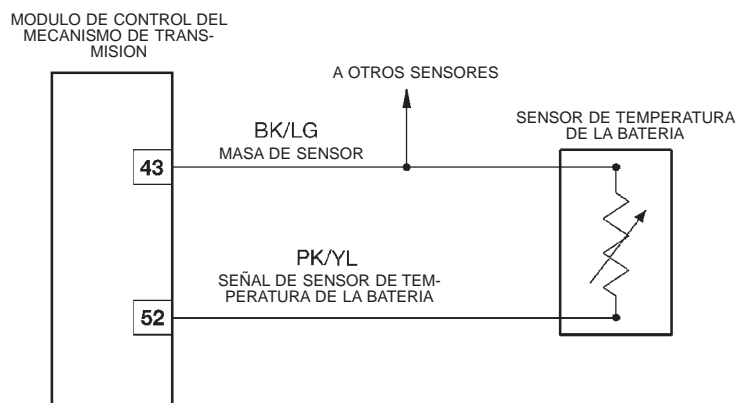 MODULO DE CONTROL DEL
MECANISMO DE TRANS-
MISION
A OTROS SENSORES
SENSOR DE TEMPERATURA
DE LA BATERIA
BK/LG
43
MASA DE SENSOR
PK/YL
SEÑAL DE SENSOR DE TEM-
PERATURA DE LA BATERIA
52